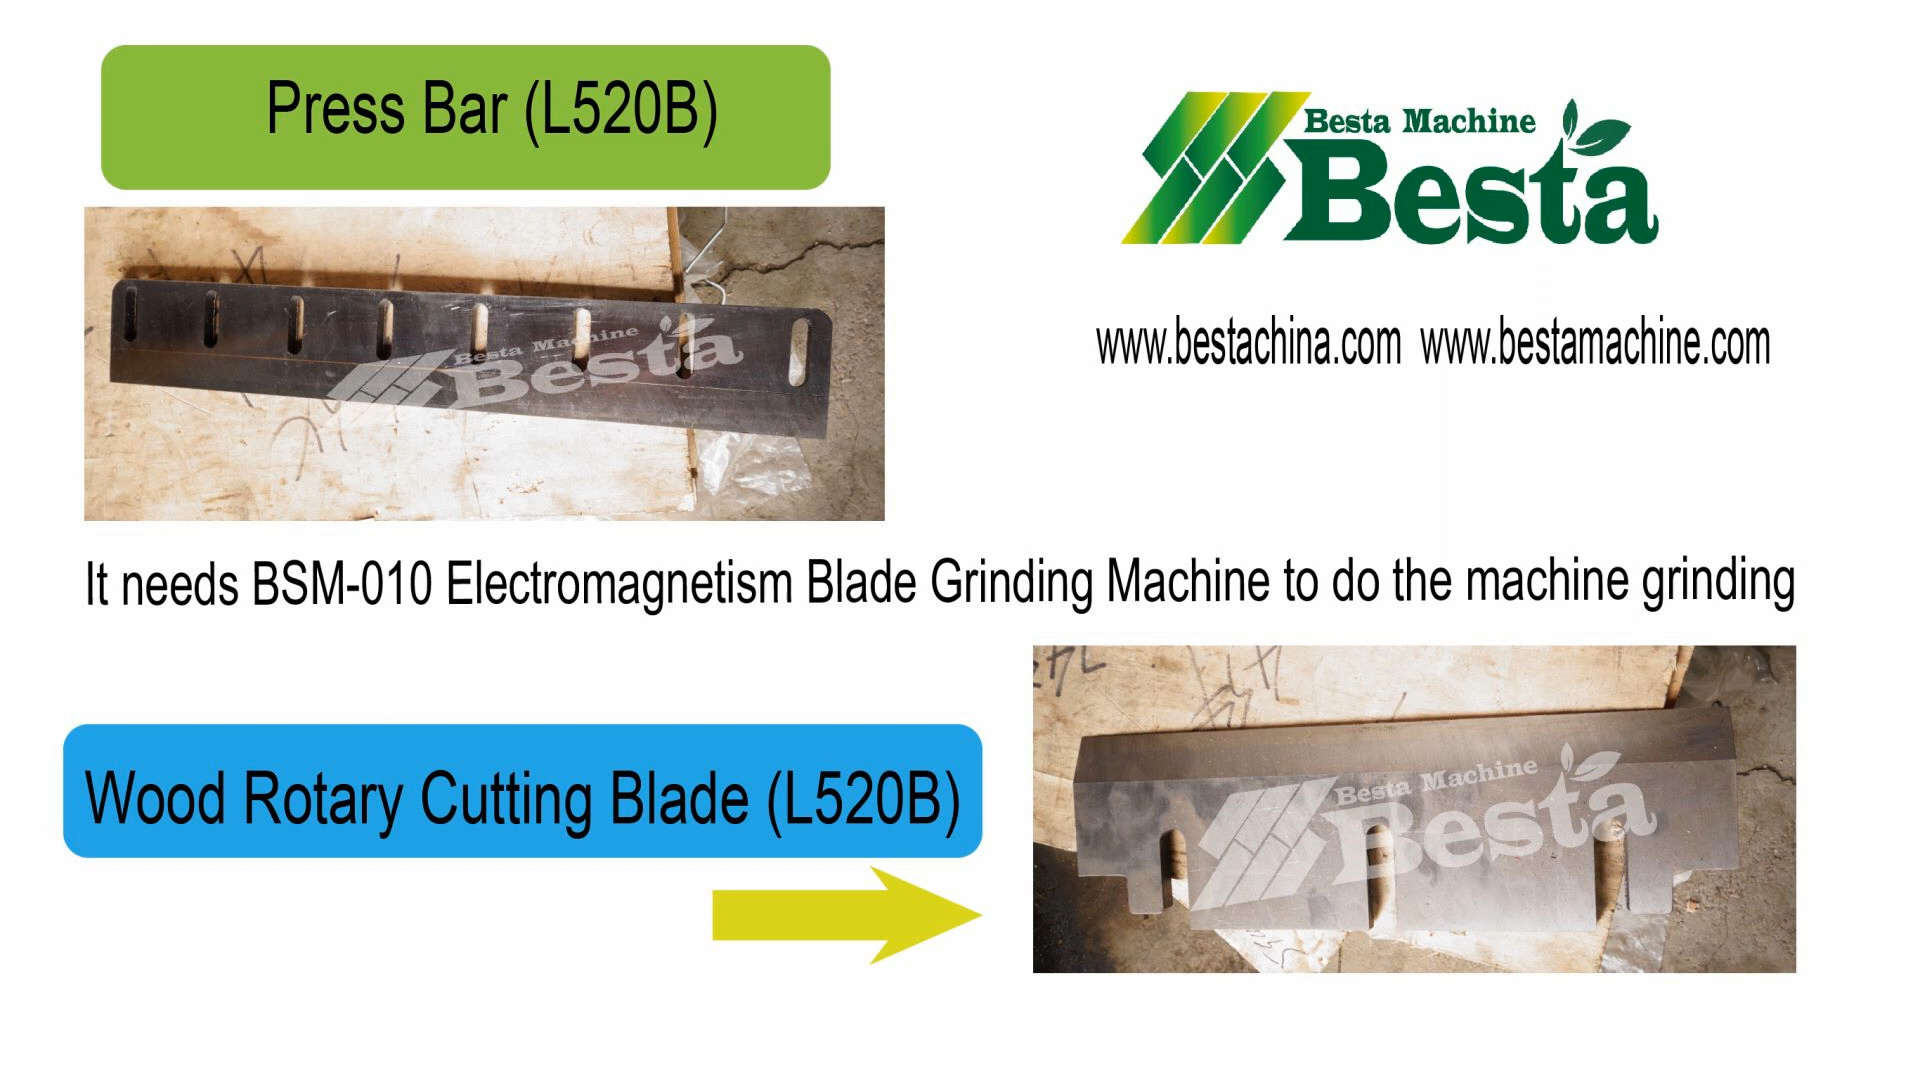 Press Bar (L520B)
Besta Machine
Besta
www.bestachina.com www.bestamachine.com
Besta Machine
Besta
It needs BSM-010 Electromagnetism Blade Grinding Machine to do the machine grinding
Wood Rotary Cutting Blade (L520B)
Besta Machine
Besta